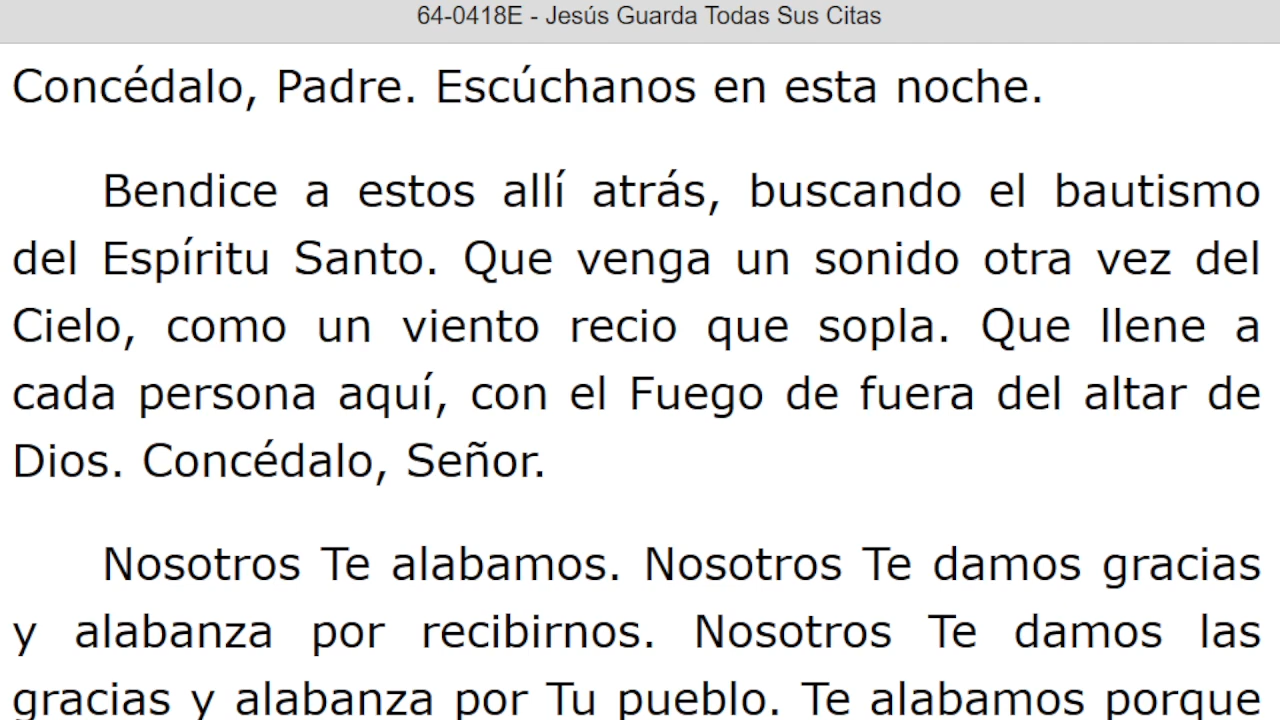 64-0418E - Jesús Guarda Todas Sus Citas
Concédalo, Padre. Escúchanos en esta noche.
Bendice a estos allí atrás, buscando el bautismo
del Espíritu Santo. Que venga un sonido otra vez del
Cielo, como un viento recio que sopla. Que llene a
cada persona aquí, con el Fuego de fuera del altar de
Dios. Concédalo, Señor.
Nosotros Te alabamos. Nosotros Te damos gracias
y alabanza por recibirnos. Nosotros Te damos las
gracias y alabanza por Tu pueblo. Te alabamos porque